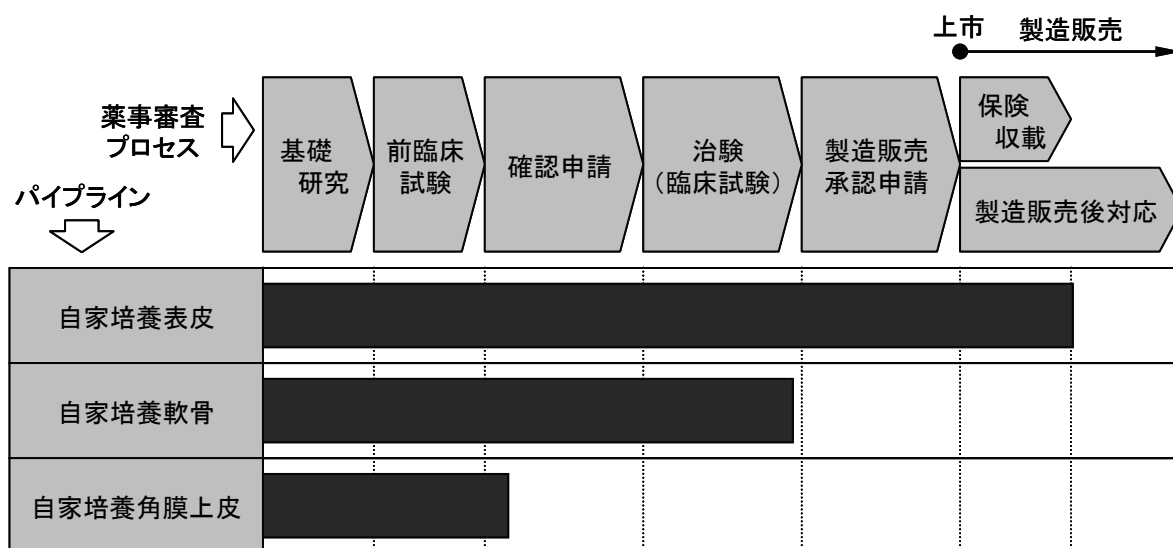 上市 製造販売
薬事審査
プロセス
基礎
研究
前臨床
試験
確認申請
治験
（臨床試験）
製造販売
承認申請
保険
収載
製造販売後対応
パイプライン
自家培養表皮
自家培養軟骨
自家培養角膜上皮